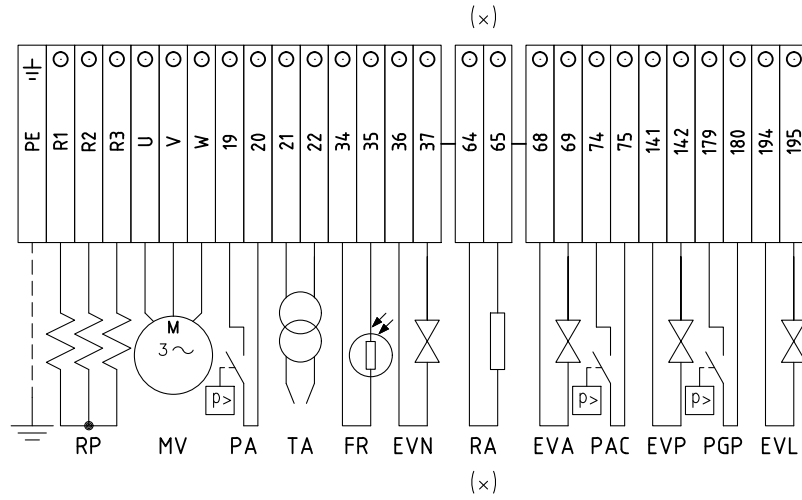 (x)
PE R1 R2 R3 U V W 19 20 21 22 34 35 36 37 64 65 68 69 74 75 141 142 179 180 194 195
M
3~
p> p> p>
RP MV PA TA FR EVN RA EVA PAC EVP PGP EVL
(x)